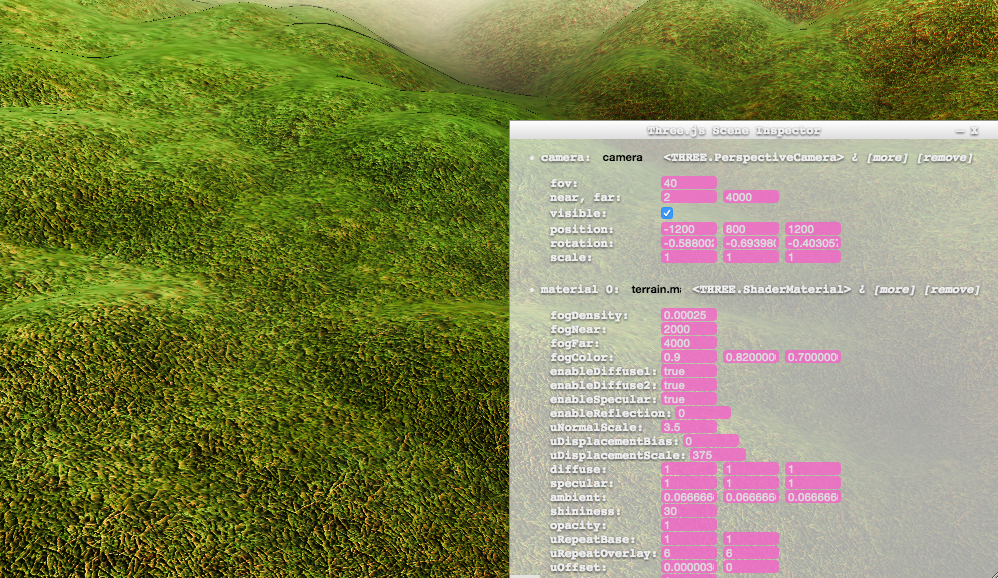 Three.js Scene Inspector — X
• camera: camera <THREE.PerspectiveCamera> ¿ [more] [remove]
fov: 40
near, far: 2 4000
visible:
position: -1200 800 1200
rotation: -0.58800 -0.69398 -0.40305
scale: 1 1 1
• material 0: terrain.ma <THREE.ShaderMaterial> ¿ [more] [remove]
fogDensity: 0.00025
fogNear: 2000
fogFar: 4000
fogColor: 0.9 0.820000 0.700000
enableDiffuse1: true
enableDiffuse2: true
enableSpecular: true
enableReflection: 0
uNormalScale: 3.5
uDisplacementBias: 0
uDisplacementScale: 375
diffuse: 1 1 1
specular: 1 1 1
ambient: 0.066666 0.066666 0.066666
shininess: 30
opacity: 1
uRepeatBase: 1 1
uRepeatOverlay: 6 6
uOffset: 0.00000 0